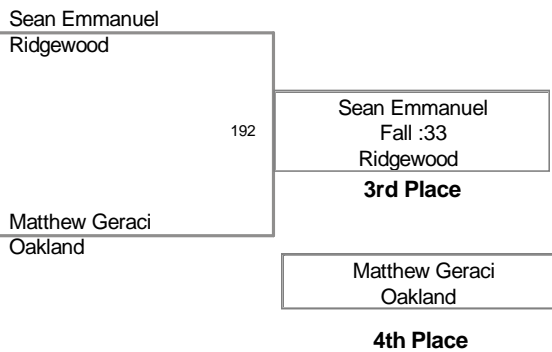 Sean Emmanuel
Ridgewood
192
Sean Emmanuel
Fall :33
Ridgewood
3rd Place
Matthew Geraci
Oakland
Matthew Geraci
Oakland
4th Place